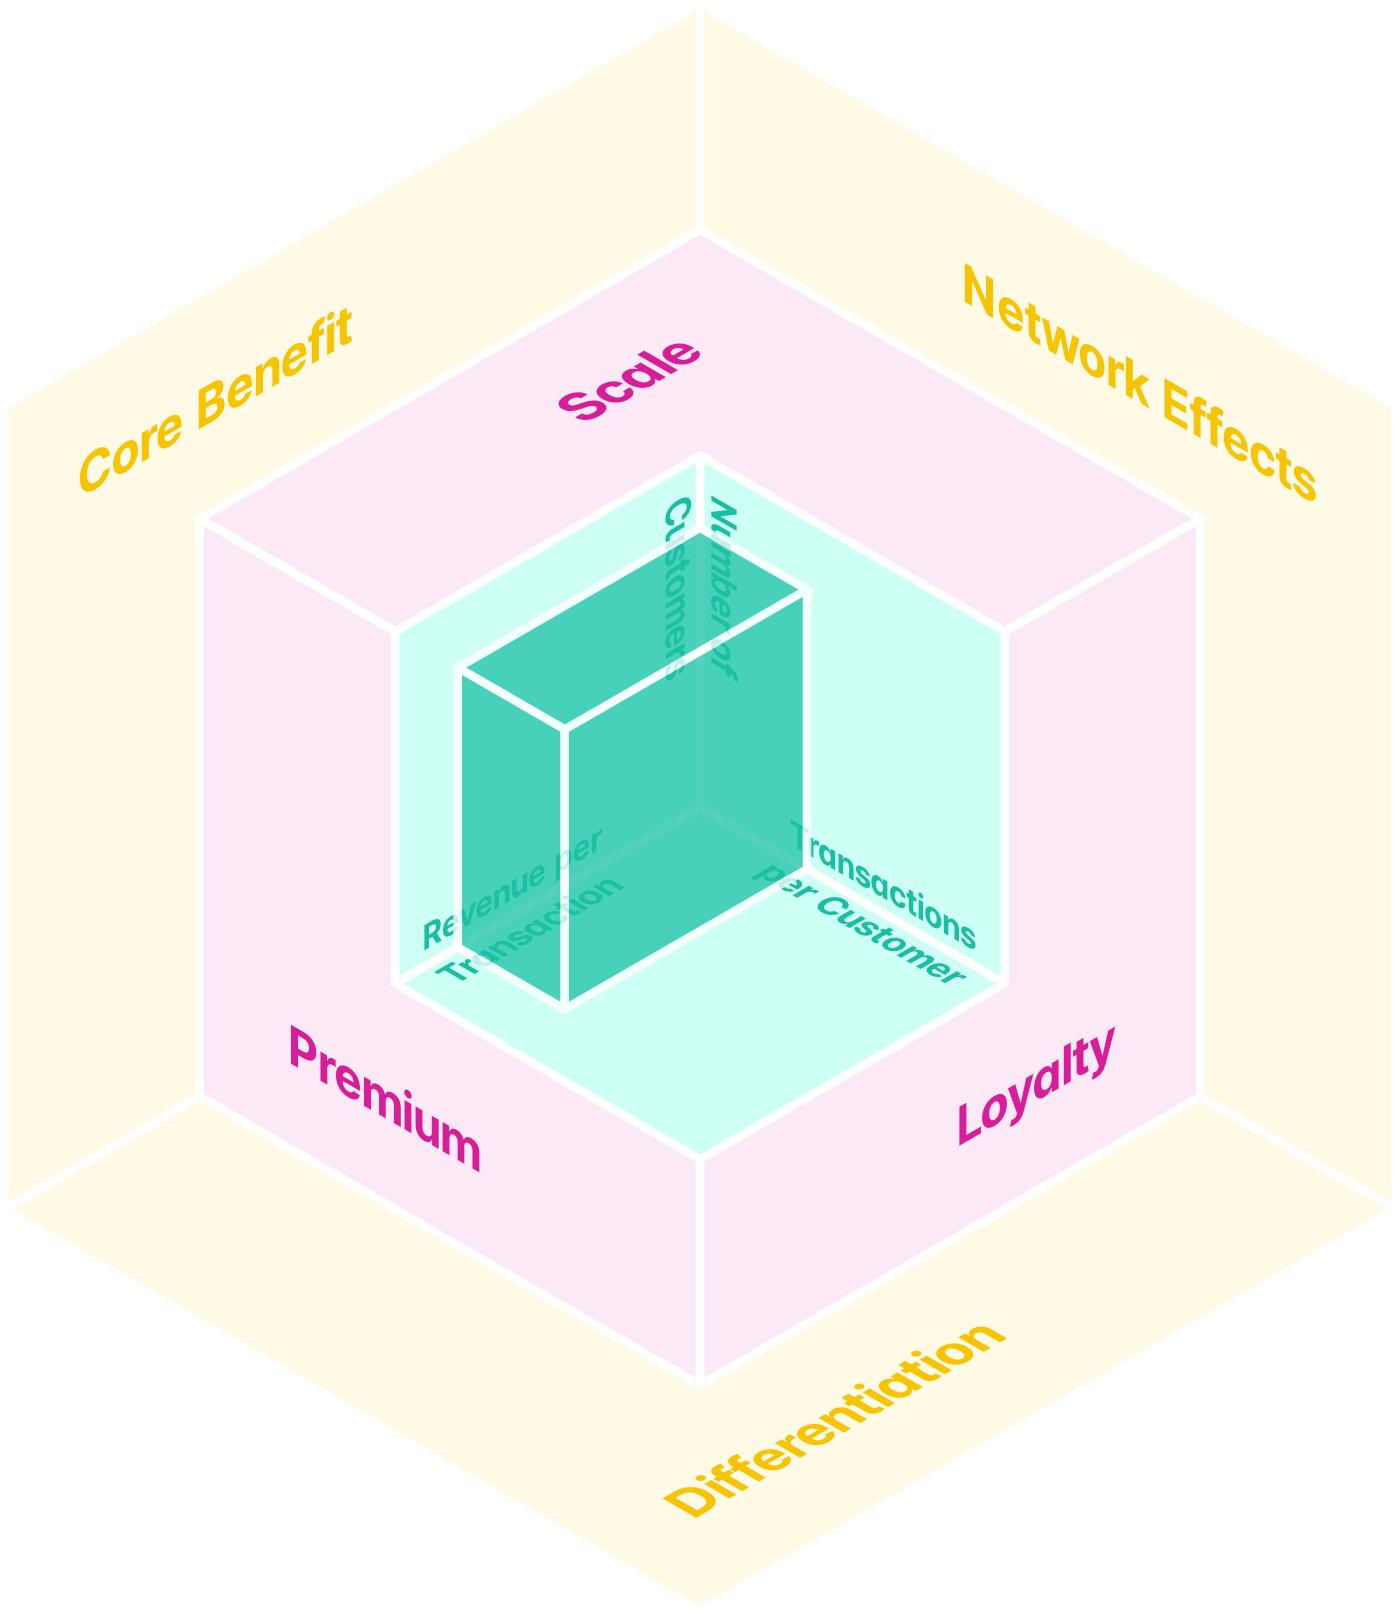 Network Effects
Core Benefit
Scale
Number of
Customers
Revenue per
Transaction
Transactions
per Customer
Premium
Loyalty
Differentiation